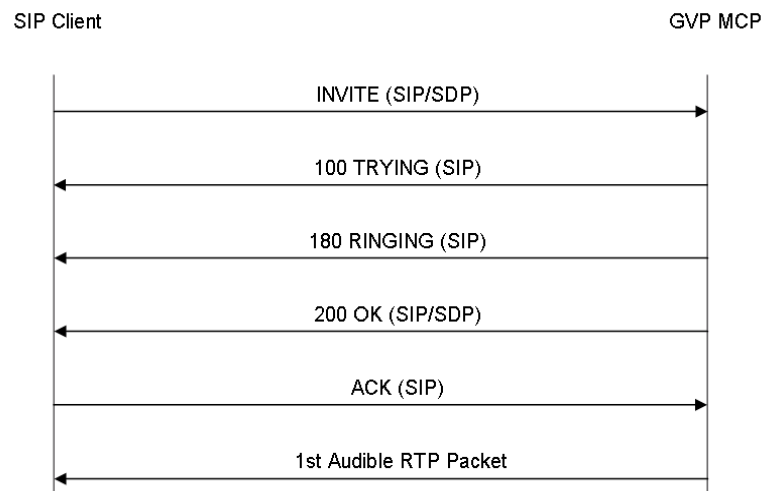 SIP Client
GVP MCP
INVITE (SIP/SDP)
100 TRYING (SIP)
180 RINGING (SIP)
200 OK (SIP/SDP)
ACK (SIP)
1st Audible RTP Packet